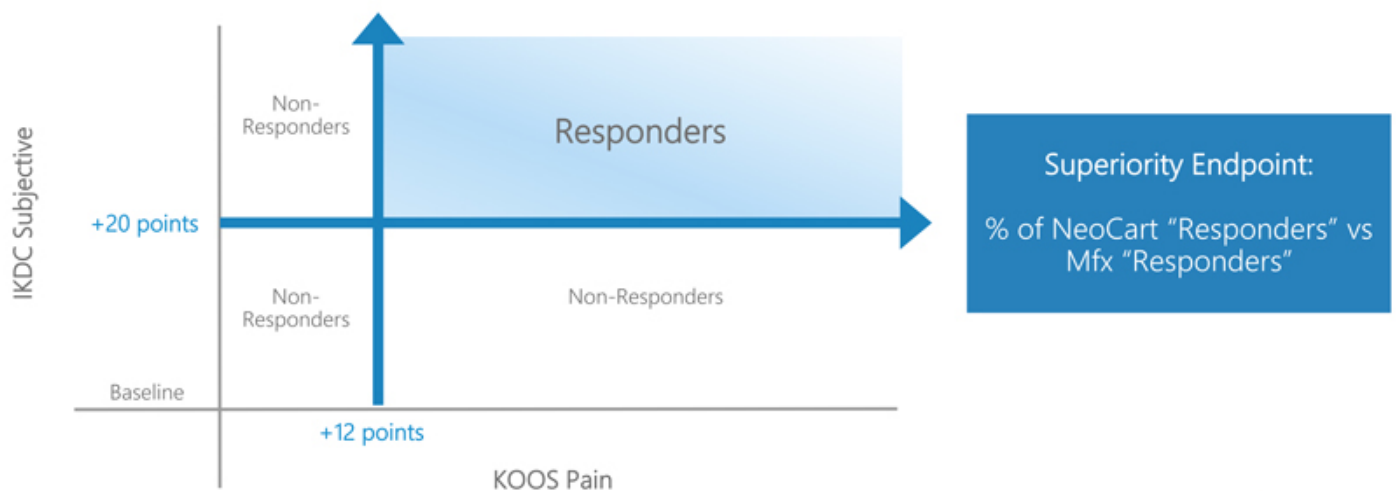 IKDC Subjective
Non-
Responders
Responders
+20 points
Non-
Responders
Non-Responders
Baseline
+12 points
KOOS Pain
Superiority Endpoint:
% of NeoCart “Responders” vs
Mfx “Responders”